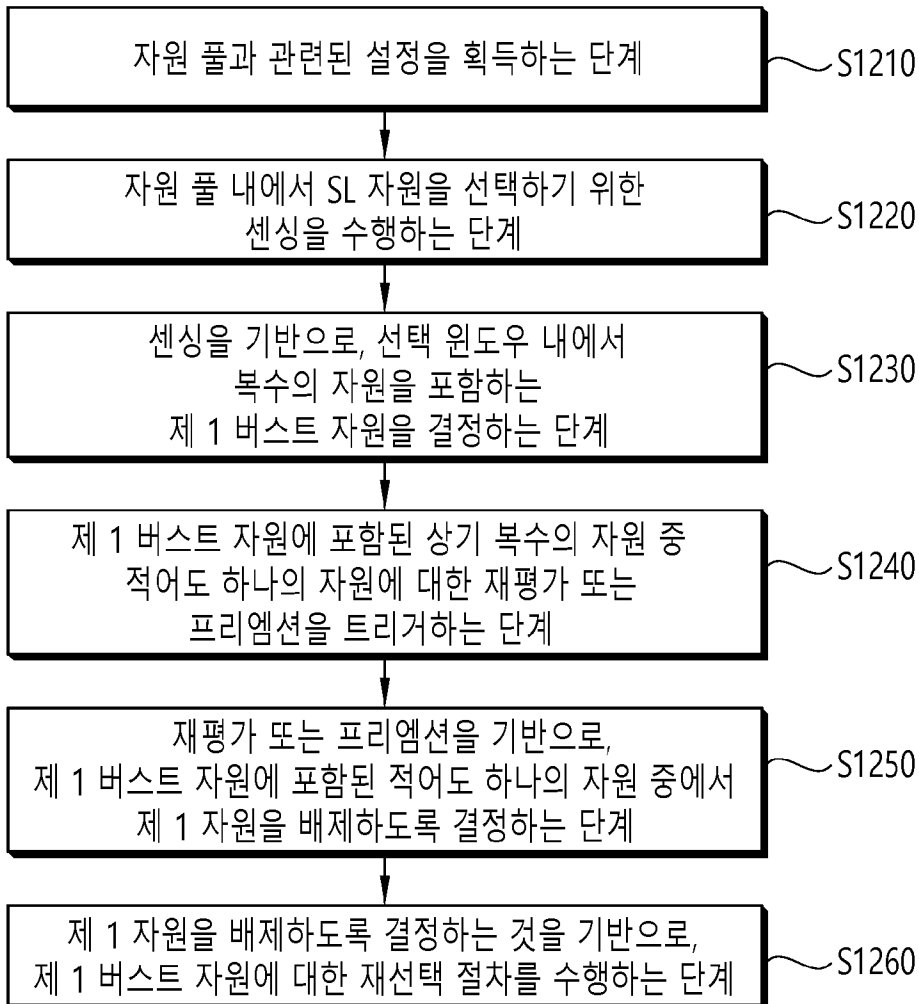 자원 풀과 관련된 설정을 획득하는 단계
S1210
자원 풀 내에서 SL 자원을 선택하기 위한
센싱을 수행하는 단계
S1220
센싱을 기반으로, 선택 윈도우 내에서
복수의 자원을 포함하는
제 1 버스트 자원을 결정하는 단계
S1230
제 1 버스트 자원에 포함된 상기 복수의 자원 중
적어도 하나의 자원에 대한 재평가 또는
프리엠션을 트리거하는 단계
S1240
재평가 또는 프리엠션을 기반으로,
제 1 버스트 자원에 포함된 적어도 하나의 자원 중에서
제 1 자원을 배제하도록 결정하는 단계
S1250
제 1 자원을 배제하도록 결정하는 것을 기반으로,
제 1 버스트 자원에 대한 재선택 절차를 수행하는 단계
S1260